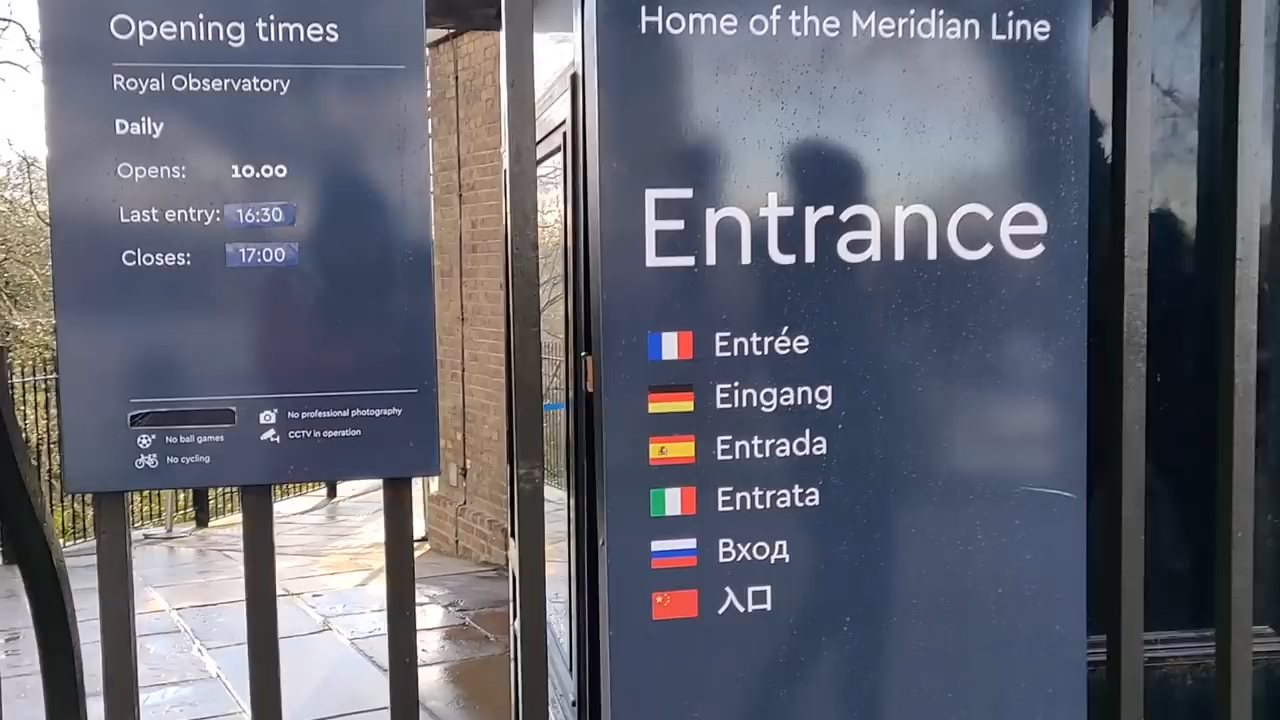 Opening times
Royal Observatory
Daily
Opens: 10.00
Last entry: 16:30
Closes: 17:00
No ball games
No cycling
No professional photography
CCTV in operation
Home of the Meridian Line
Entrance
Entrée
Eingang
Entrada
Entrata
Вход
入口